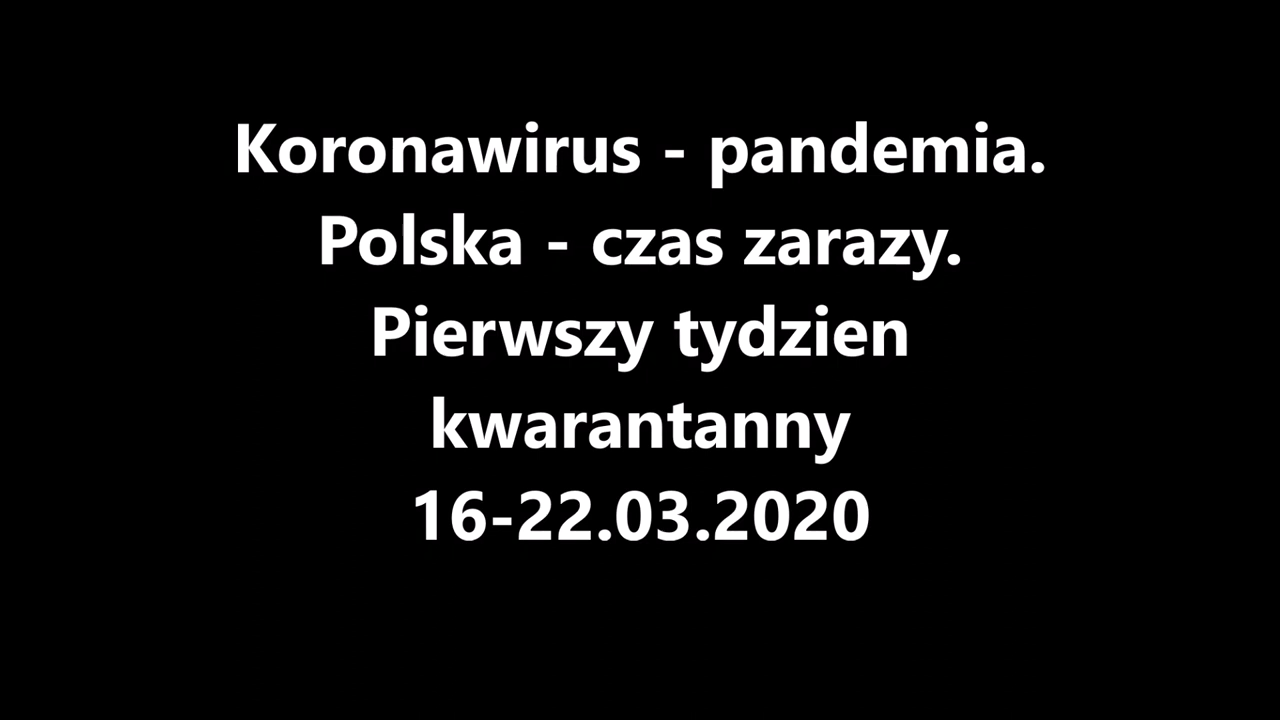 Koronawirus - pandemia.
Polska - czas zarazy.
Pierwszy tydzien
kwarantanny
16-22.03.2020